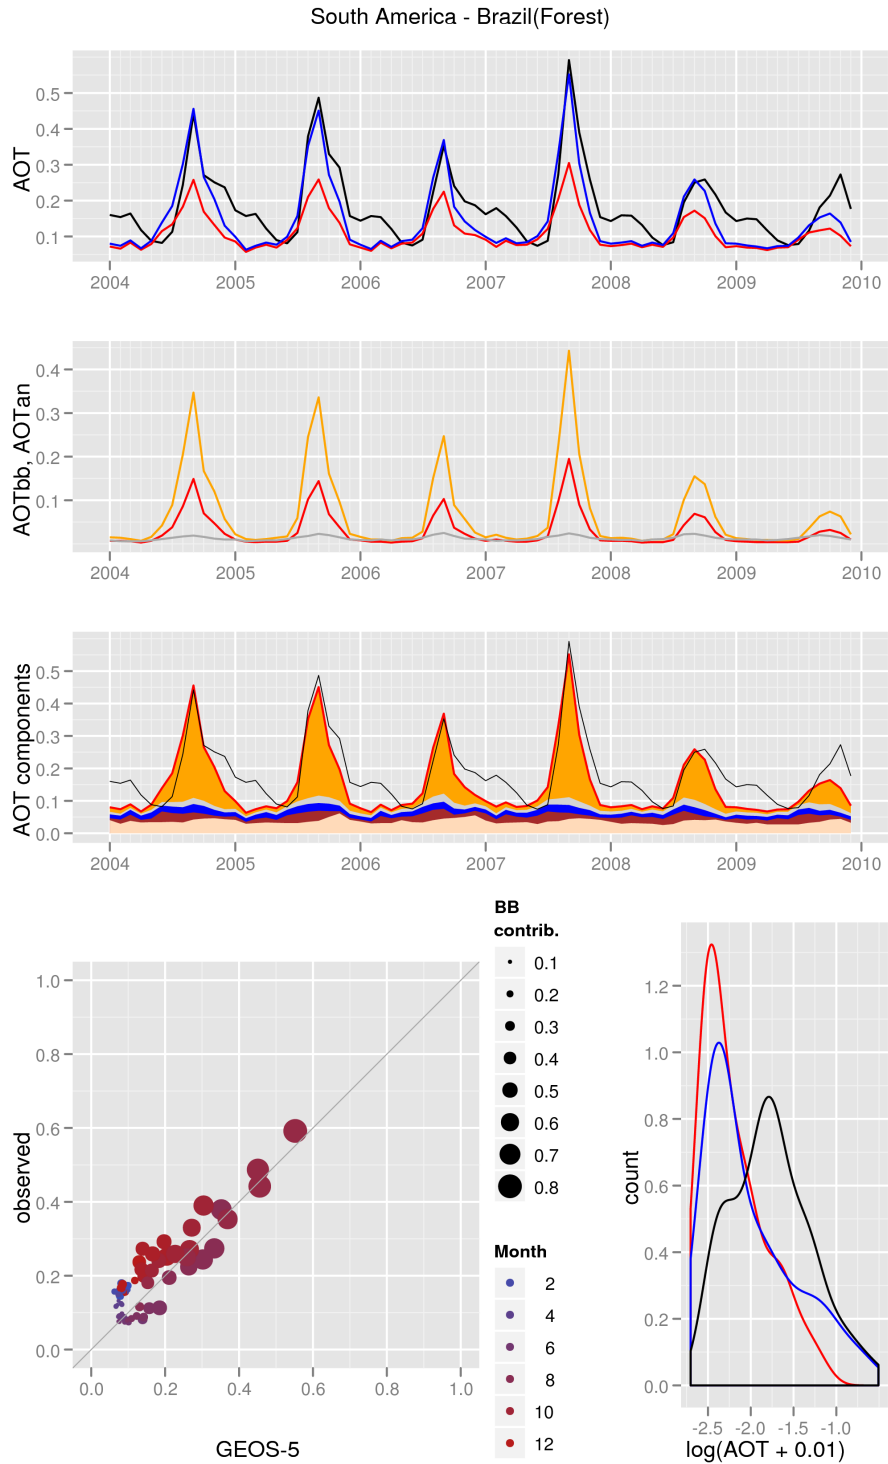 South America - Brazil(Forest)
AOT
0.5
0.4
0.3
0.2
0.1
2004 2005 2006 2007 2008 2009 2010
AOTbb, AOTan
0.4
0.3
0.2
0.1
2004 2005 2006 2007 2008 2009 2010
AOT components
0.5
0.4
0.3
0.2
0.1
0.0
2004 2005 2006 2007 2008 2009 2010
observed
1.0
0.8
0.6
0.4
0.2
0.0
0.0 0.2 0.4 0.6 0.8 1.0
GEOS-5
BB
contrib.
0.1
0.2
0.3
0.4
0.5
0.6
0.7
0.8
Month
2
4
6
8
10
12
count
1.2
1.0
0.8
0.6
0.4
0.2
0.0
-2.5 -2.0 -1.5 -1.0
log(AOT + 0.01)